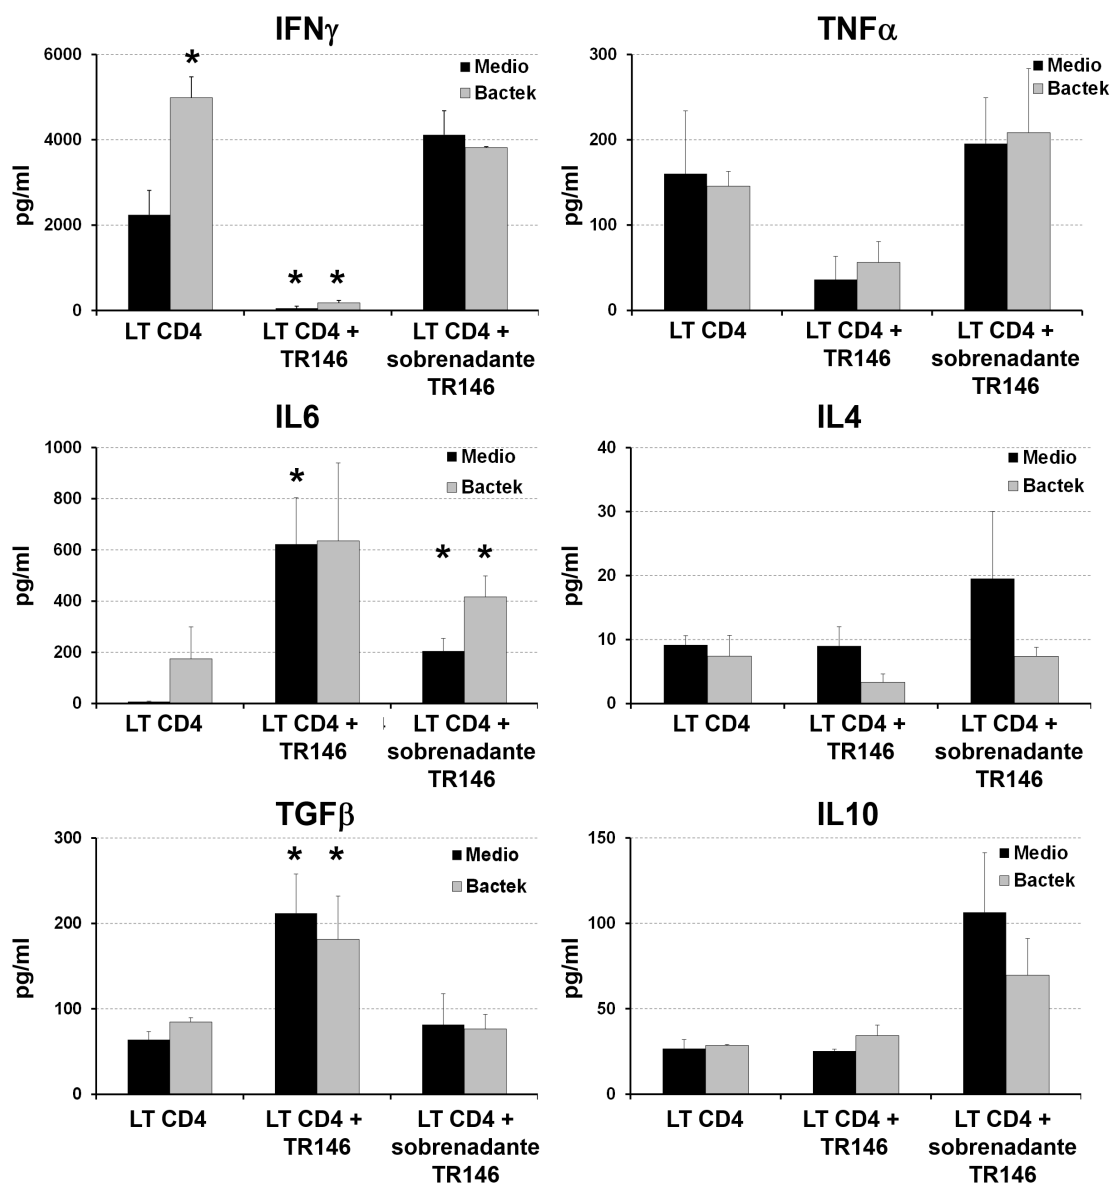 IFNγ
6000
4000
2000
0
pg/ml
Medio
Bactek
*
* *
LT CD4
LT CD4 +
TR146
LT CD4 +
sobrenadante
TR146
TNFα
300
200
100
0
pg/ml
Medio
Bactek
LT CD4
LT CD4 +
TR146
LT CD4 +
sobrenadante
TR146
IL6
1000
800
600
400
200
0
pg/ml
Medio
Bactek
*
* *
LT CD4
LT CD4 +
TR146
LT CD4 +
sobrenadante
TR146
IL4
40
30
20
10
0
pg/ml
Medio
Bactek
LT CD4
LT CD4 +
TR146
LT CD4 +
sobrenadante
TR146
TGFβ
300
200
100
0
pg/ml
Medio
Bactek
* *
LT CD4
LT CD4 +
TR146
LT CD4 +
sobrenadante
TR146
IL10
150
100
50
0
pg/ml
Medio
Bactek
LT CD4
LT CD4 +
TR146
LT CD4 +
sobrenadante
TR146